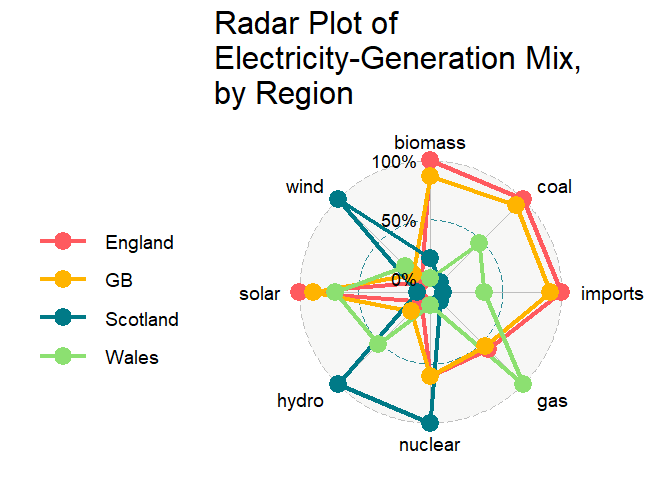 Radar Plot of
Electricity-Generation Mix,
by Region
biomass
100%
wind
coal
50%
England
0%
GB
solar
imports
Scotland
Wales
hydro
gas
nuclear